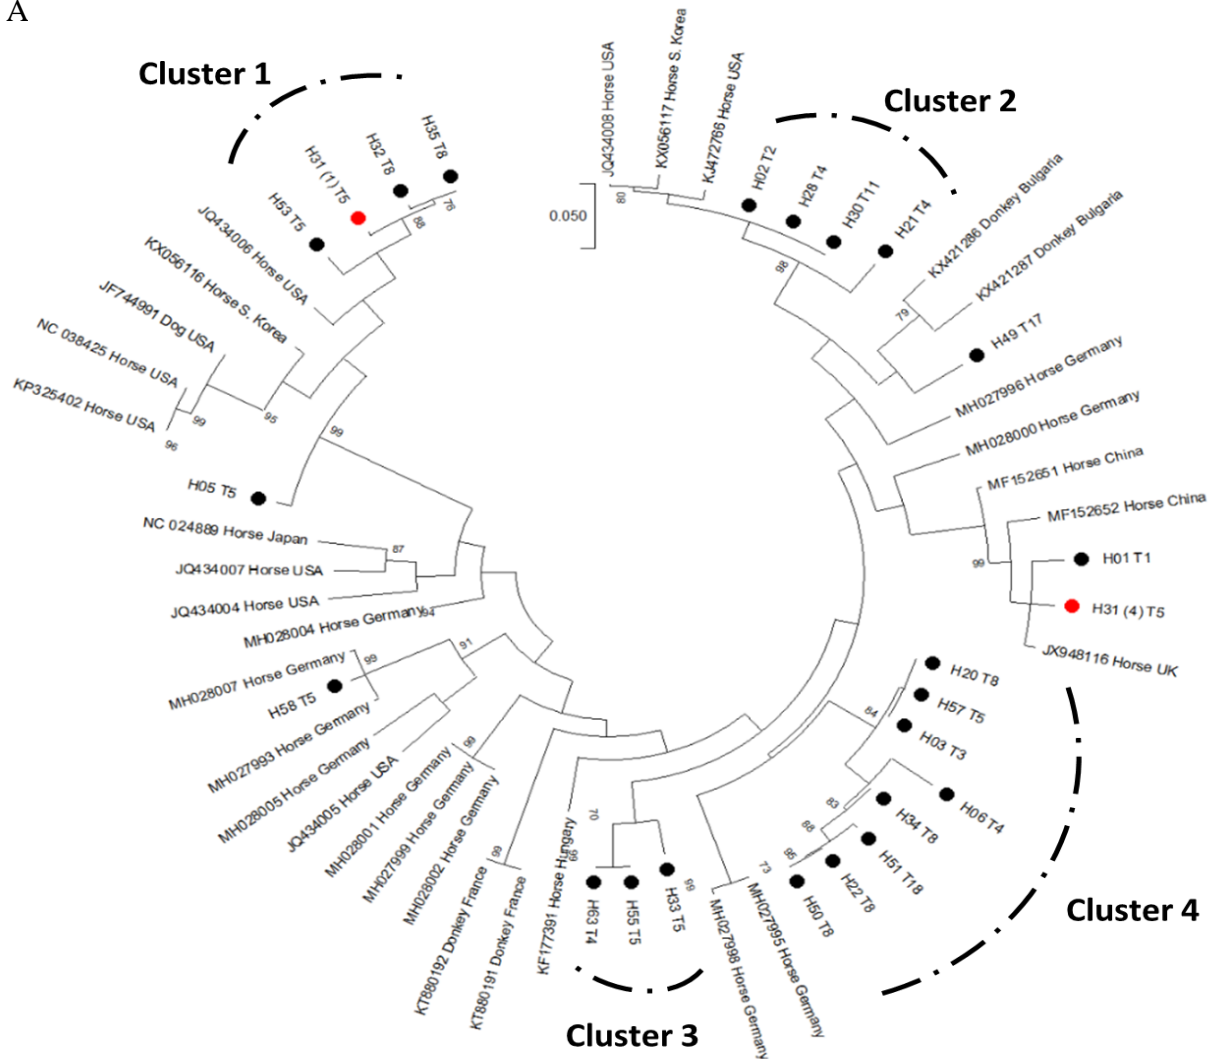 A
Cluster 1
Cluster 2
JQ434008 Horse USA
KX056117 Horse S. Korea
KJ472766 Horse USA
H02 T2
H28 T4
H30 T11
H21 T4
KX421286 Donkey Bulgaria
KX421287 Donkey Bulgaria
H49 T17
MH027996 Horse Germany
MH028000 Horse Germany
MF152651 Horse China
MF152652 Horse China
H01 T1
H31 (4) T5
JX948116 Horse UK
H20 T8
H57 T5
H03 T3
H06 T4
H34 T8
H51 T18
H22 T8
H50 T8
Cluster 4
MH027995 Horse Germany
MH027998 Horse Germany
H33 T5
H55 T5
H63 T4
Cluster 3
KF177391 Horse Hungary
KT880191 Donkey France
KT880192 Donkey France
MH028002 Horse Germany
MH027999 Horse Germany
MH028001 Horse Germany
JQ434005 Horse USA
MH028005 Horse Germany
MH027993 Horse Germany
H58 T5
MH028007 Horse Germany
MH028004 Horse Germany
JQ434004 Horse USA
JQ434007 Horse USA
NC 024889 Horse Japan
H05 T5
KP325402 Horse USA
NC 038425 Horse USA
JF744991 Dog USA
KX056116 Horse S. Korea
JQ434006 Horse USA
H53 T5
H31 (1) T5
H32 T8
H35 T8
0.050
80
98
79
99
84
83
68
95
73
99
70
99
99
91
99
94
87
99
95
99
96
88
76